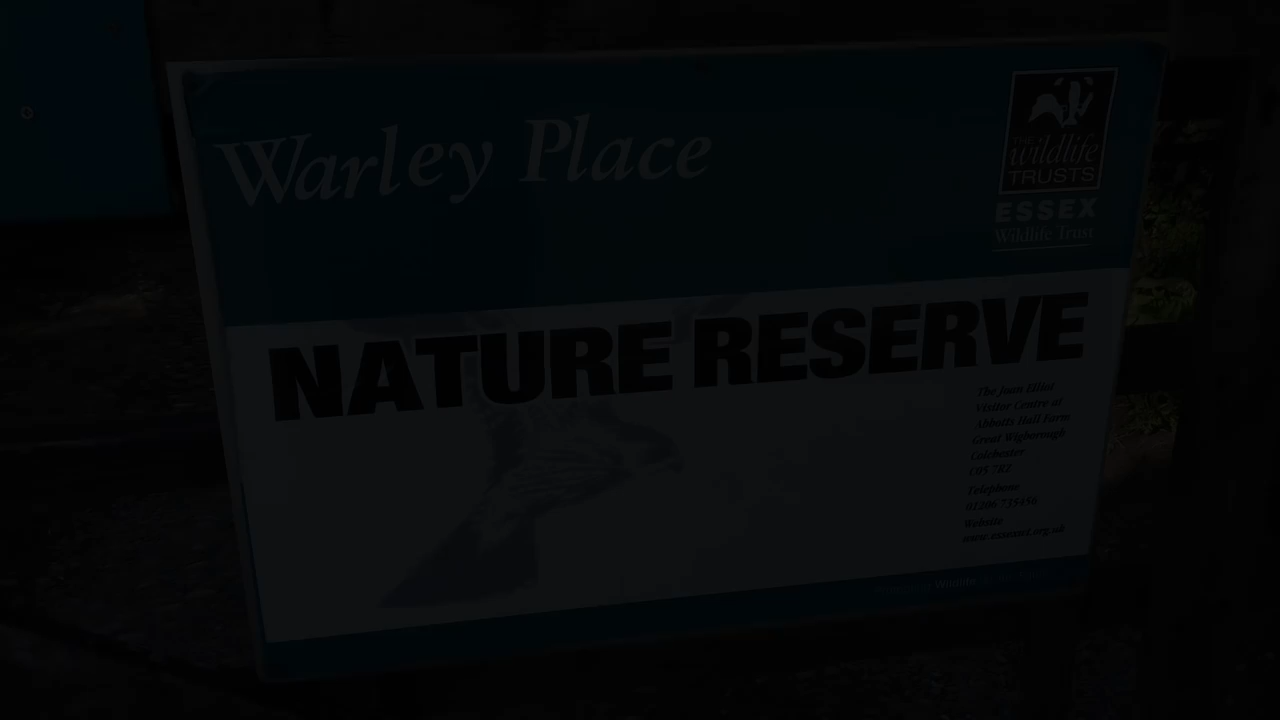 Warley Place
THE
wildlife
TRUSTS
ESSEX
Wildlife Trust
NATURE RESERVE
The Joan Elliot
Visitor Centre at
Abbotts Hall Farm
Great Wigborough
Colchester
CO5 7RZ
Telephone
01206 735456
Website
www.essexwt.org.uk
Wildlife